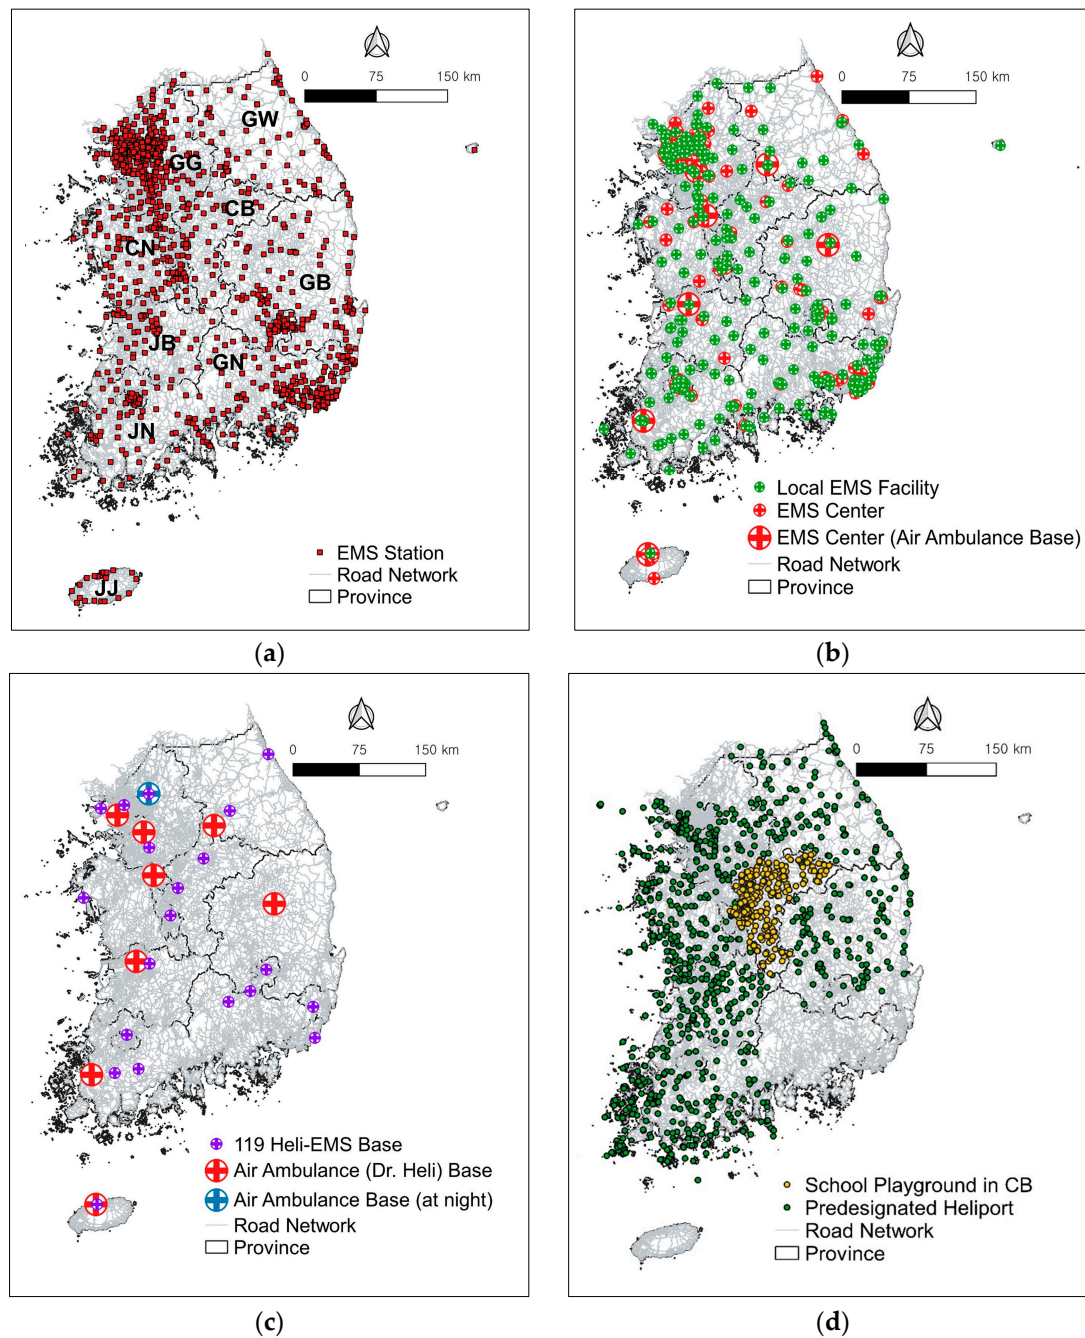 0 75 150 km
GW
GG
CB
CN
GB
JB
GN
JN
JJ
EMS Station
Road Network
Province
(a)
0 75 150 km
Local EMS Facility
EMS Center
EMS Center (Air Ambulance Base)
Road Network
Province
(b)
0 75 150 km
119 Heli-EMS Base
Air Ambulance (Dr. Heli) Base
Air Ambulance Base (at night)
Road Network
Province
(c)
0 75 150 km
School Playground in CB
Predesignated Heliport
Road Network
Province
(d)